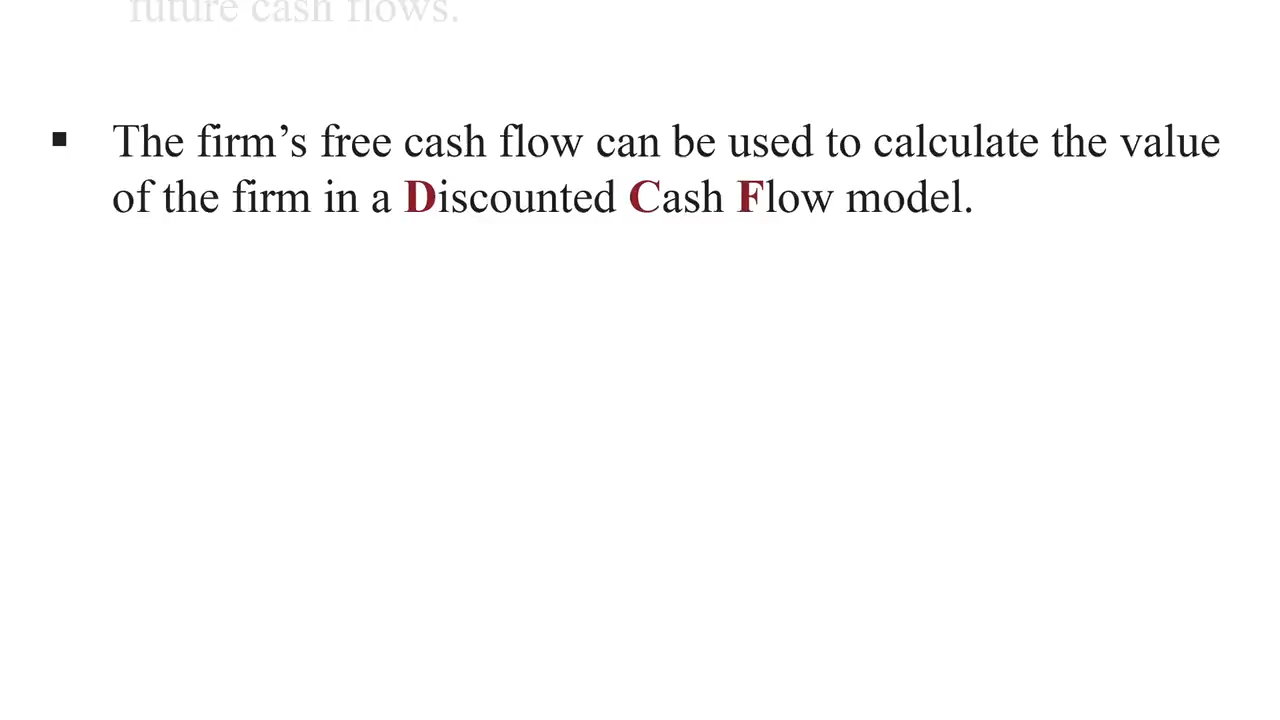 future cash flows.
▪ The firm’s free cash flow can be used to calculate the value
of the firm in a Discounted Cash Flow model.